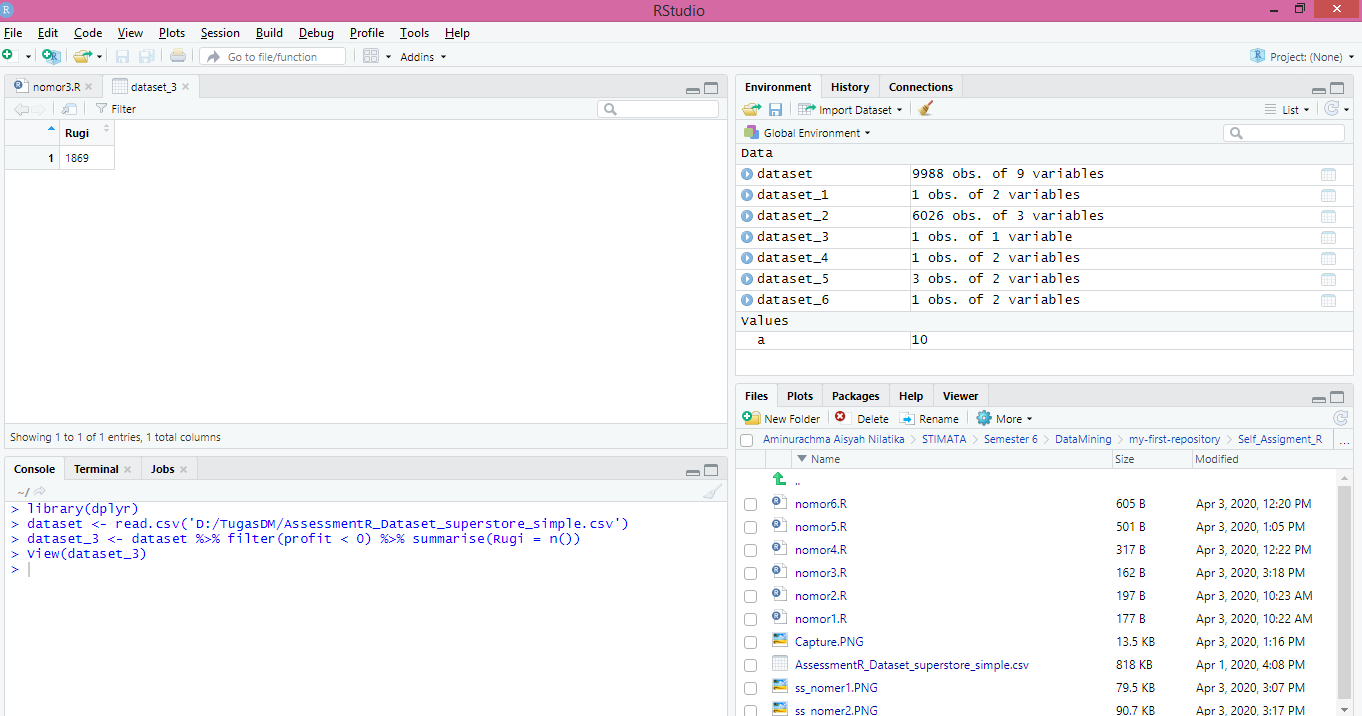 RStudio
File Edit Code View Plots Session Build Debug Profile Tools Help
Go to file/function Addins Project: (None)
nomor3.R dataset_3
Filter
Rugi
1 1869
Showing 1 to 1 of 1 entries, 1 total columns
Console Terminal Jobs
~/
> library(dplyr)
> dataset <- read.csv('D:/TugasDM/AssessmentR_Dataset_superstore_simple.csv')
> dataset_3 <- dataset %>% filter(profit < 0) %>% summarise(Rugi = n())
> View(dataset_3)
>
Environment History Connections
Import Dataset List
Global Environment
Data
dataset 9988 obs. of 9 variables
dataset_1 1 obs. of 2 variables
dataset_2 6026 obs. of 3 variables
dataset_3 1 obs. of 1 variable
dataset_4 1 obs. of 2 variables
dataset_5 3 obs. of 2 variables
dataset_6 1 obs. of 2 variables
Values
a 10
Files Plots Packages Help Viewer
New Folder Delete Rename More
Aminurachma Aisyah Nilatika STIMATA Semester 6 DataMining my-first-repository Self_Assigment_R ...
Name Size Modified
..
nomor6.R 605 B Apr 3, 2020, 12:20 PM
nomor5.R 501 B Apr 3, 2020, 1:05 PM
nomor4.R 317 B Apr 3, 2020, 12:22 PM
nomor3.R 162 B Apr 3, 2020, 3:18 PM
nomor2.R 197 B Apr 3, 2020, 10:23 AM
nomor1.R 177 B Apr 3, 2020, 10:22 AM
Capture.PNG 13.5 KB Apr 3, 2020, 1:16 PM
AssessmentR_Dataset_superstore_simple.csv 818 KB Apr 1, 2020, 4:08 PM
ss_nomer1.PNG 79.5 KB Apr 3, 2020, 3:07 PM
ss_nomer2.PNG 90.7 KB Apr 3, 2020, 3:17 PM